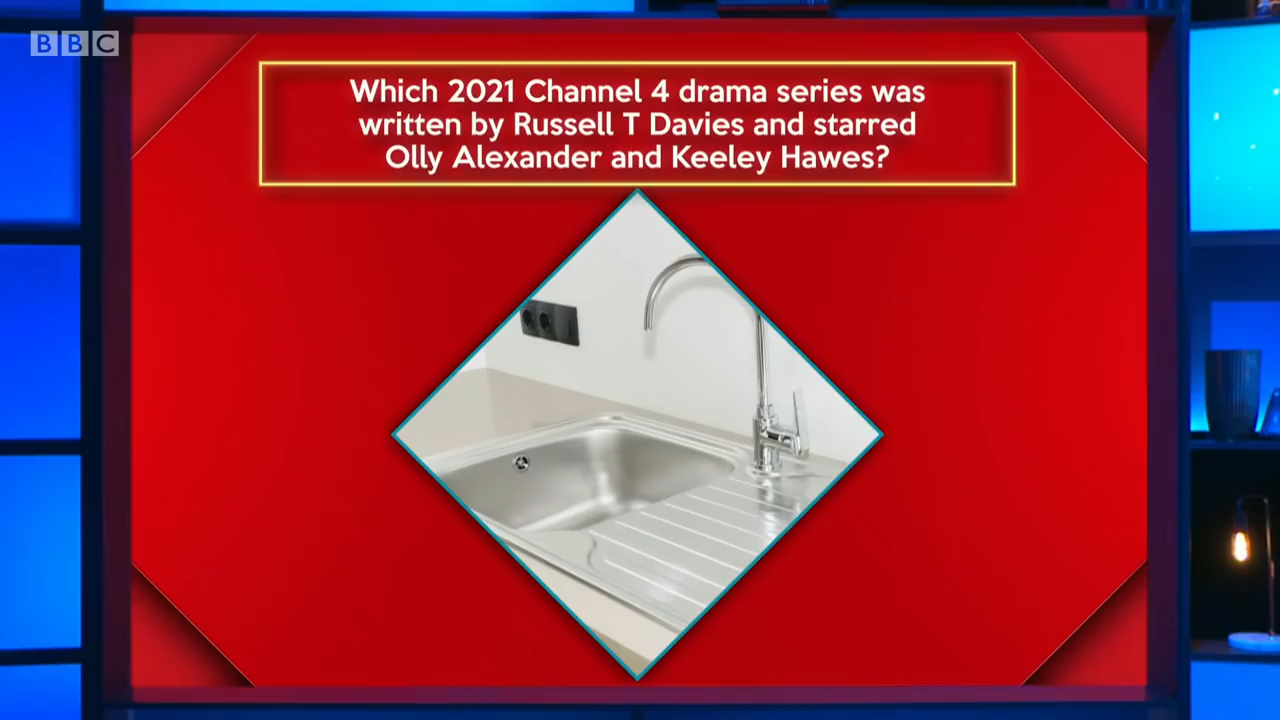 BBC
Which 2021 Channel 4 drama series was
written by Russell T Davies and starred
Olly Alexander and Keeley Hawes?